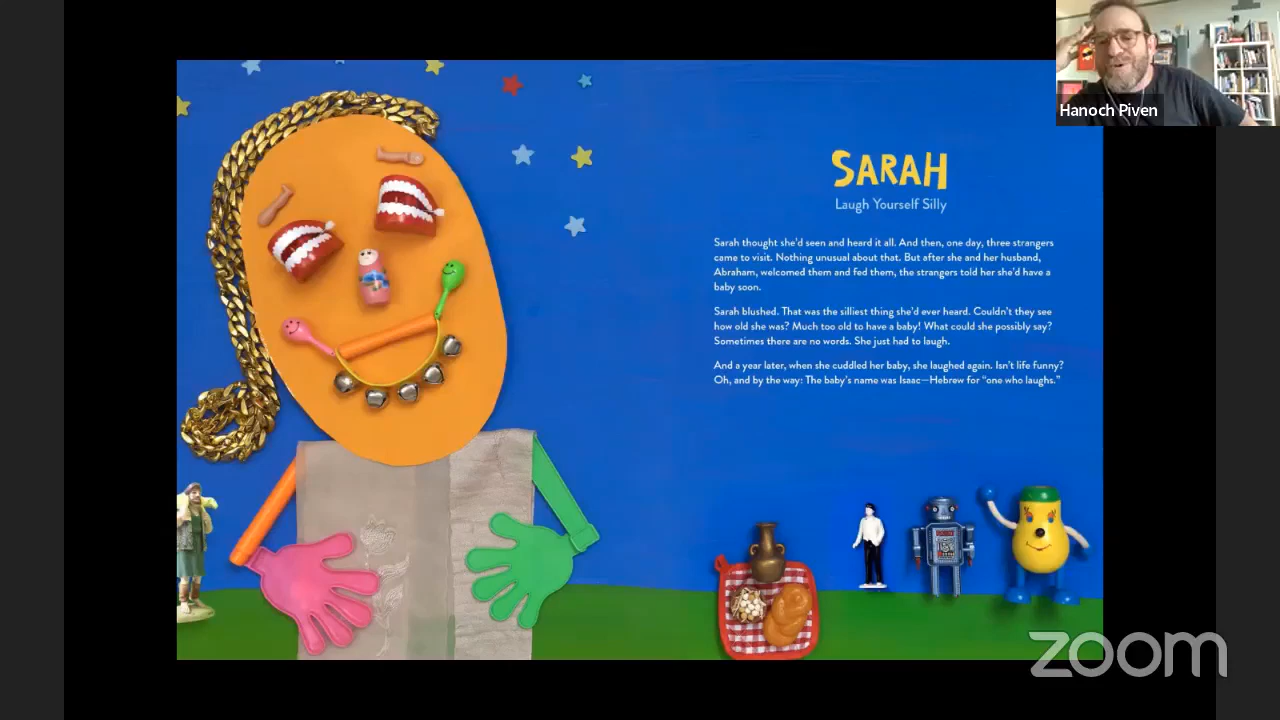 Hanoch Piven
SARAH
Laugh Yourself Silly
Sarah thought she'd seen and heard it all. And then, one day, three strangers
came to visit. Nothing unusual about that. But after she and her husband,
Abraham, welcomed them and fed them, the strangers told her she'd have a
baby soon.
Sarah blushed. That was the silliest thing she'd ever heard. Couldn't they see
how old she was? Much too old to have a baby! What could she possibly say?
Sometimes there are no words. She just had to laugh.
And a year later, when she cuddled her baby, she laughed again. Isn't life funny?
Oh, and by the way: The baby's name was Isaac—Hebrew for "one who laughs."
zoom